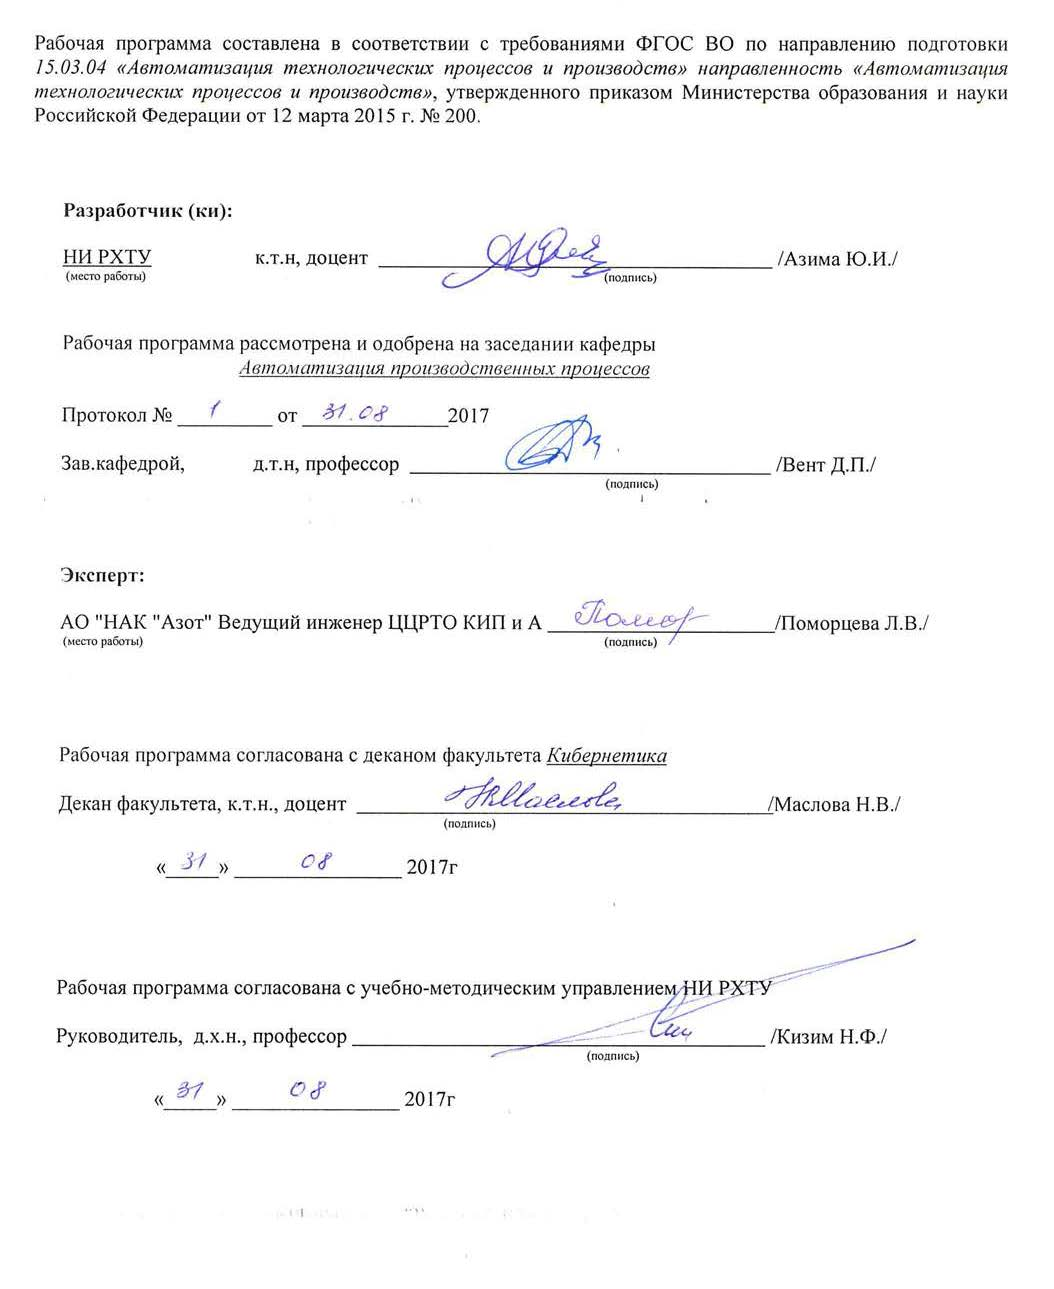 Рабочая программа составлена в соответствии с требованиями ФГОС ВО по направлению подготовки
15.03.04 «Автоматизация технологических процессов и производств» направленность «Автоматизация
технологических процессов и производств», утвержденного приказом Министерства образования и науки
Российской Федерации от 12 марта 2015 г. № 200.
Разработчик (ки):
НИ РХТУ к.т.н, доцент /Азима Ю.И./
(место работы) (подпись)
Рабочая программа рассмотрена и одобрена на заседании кафедры
Автоматизация производственных процессов
Протокол № 1 от 31.08 2017
Зав.кафедрой, д.т.н, профессор /Вент Д.П./
(подпись)
Эксперт:
АО "НАК "Азот" Ведущий инженер ЦЦРТО КИП и А Помор /Поморцева Л.В./
(место работы) (подпись)
Рабочая программа согласована с деканом факультета Кибернетика
Декан факультета, к.т.н., доцент НМаслова /Маслова Н.В./
(подпись)
«31» 08 2017г
Рабочая программа согласована с учебно-методическим управлением НИ РХТУ
Руководитель, д.х.н., профессор /Кизим Н.Ф./
(подпись)
«31» 08 2017г